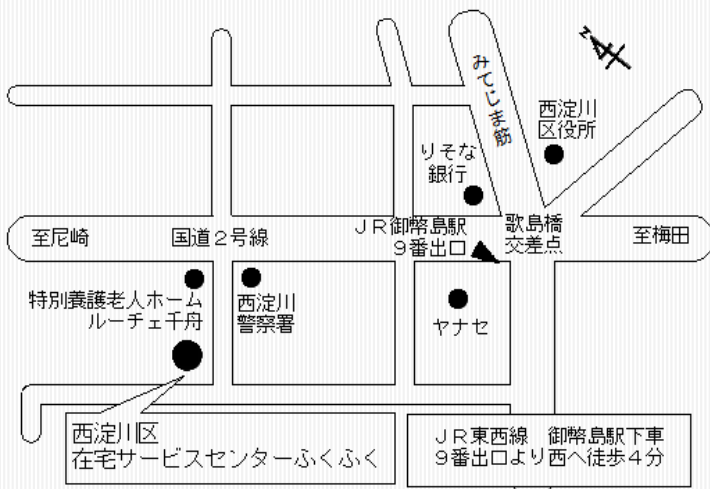 N
みてじま筋
西淀川
区役所
りそな
銀行
至尼崎
国道２号線
ＪＲ御幣島駅
９番出口
歌島橋
交差点
至梅田
特別養護老人ホーム
ルーチェ千舟
西淀川
警察署
ヤナセ
西淀川区
在宅サービスセンターふくふく
ＪＲ東西線　御幣島駅下車
９番出口より西へ徒歩４分